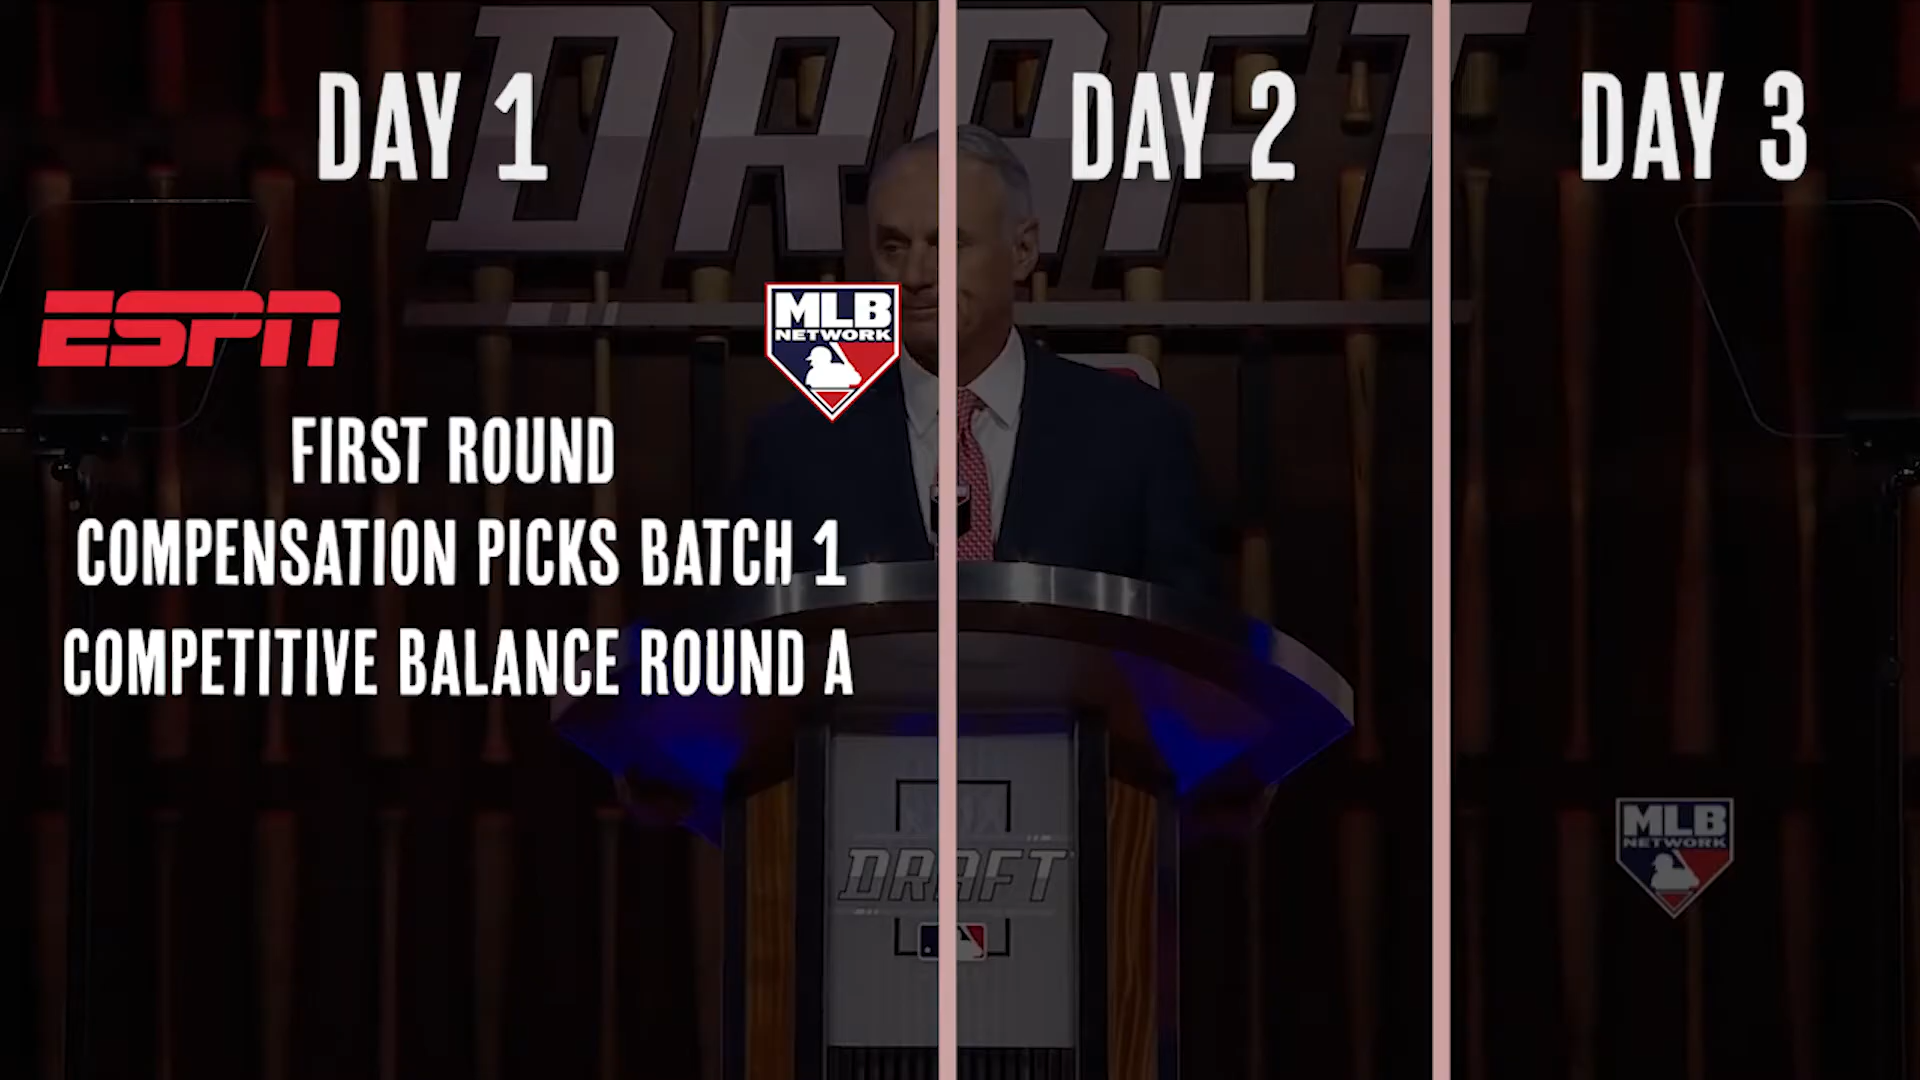 DRAFT
DAY 1
DAY 2
DAY 3
ESPN
MLB
NETWORK
FIRST ROUND
COMPENSATION PICKS BATCH 1
COMPETITIVE BALANCE ROUND A
MLB
NETWORK
DRAFT